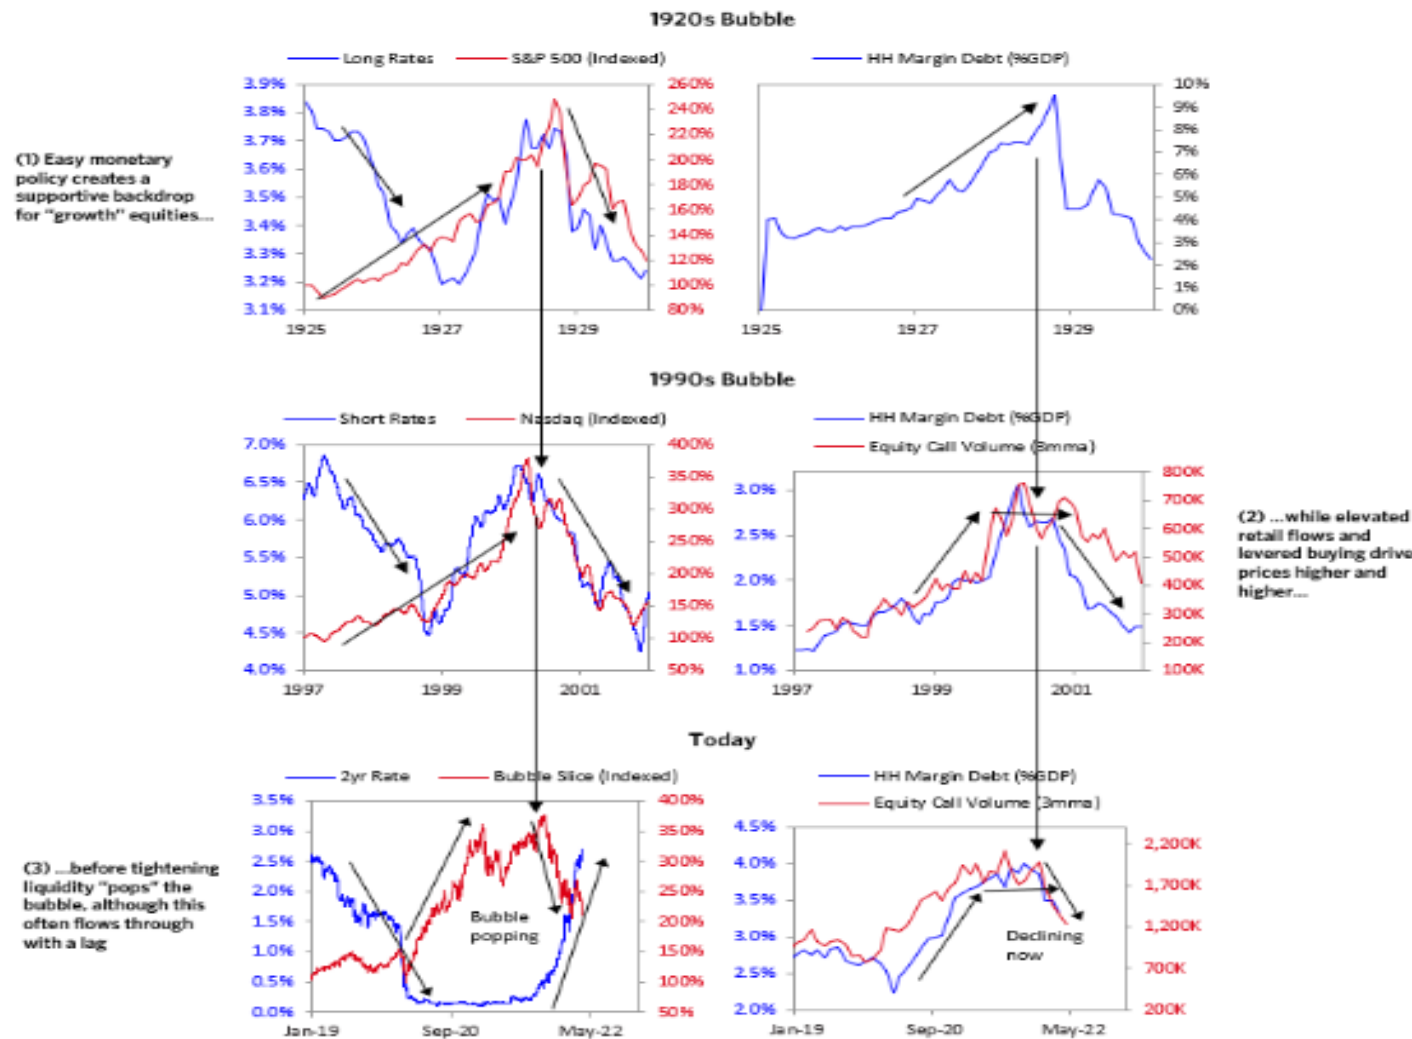 1920s Bubble
Long Rates S&P 500 (Indexed)
HH Margin Debt (%GDP)
3.9%
3.8%
3.7%
3.6%
3.5%
3.4%
3.3%
3.2%
3.1%
260%
240%
220%
200%
180%
160%
140%
120%
100%
80%
1925 1927 1929
10%
9%
8%
7%
6%
5%
4%
3%
2%
1%
0%
1925 1927 1929
(1) Easy monetary
policy creates a
supportive backdrop
for "growth" equities...
1990s Bubble
Short Rates Nasdaq (Indexed)
HH Margin Debt (%GDP)
Equity Call Volume (3mma)
7.0%
6.5%
6.0%
5.5%
5.0%
4.5%
4.0%
400%
350%
300%
250%
200%
150%
100%
50%
1997 1999 2001
3.0%
2.5%
2.0%
1.5%
1.0%
800K
700K
600K
500K
400K
300K
200K
100K
1997 1999 2001
(2) ...while elevated
retail flows and
levered buying drive
prices higher and
higher...
Today
2yr Rate Bubble Slice (Indexed)
HH Margin Debt (%GDP)
Equity Call Volume (3mma)
3.5%
3.0%
2.5%
2.0%
1.5%
1.0%
0.5%
0.0%
400%
350%
300%
250%
200%
150%
100%
50%
Bubble
popping
Jan-19 Sep-20 May-22
4.5%
4.0%
3.5%
3.0%
2.5%
2.0%
2,200K
1,700K
1,200K
700K
200K
Declining
now
Jan-19 Sep-20 May-22
(3) ...before tightening
liquidity "pops" the
bubble, although this
often flows through
with a lag